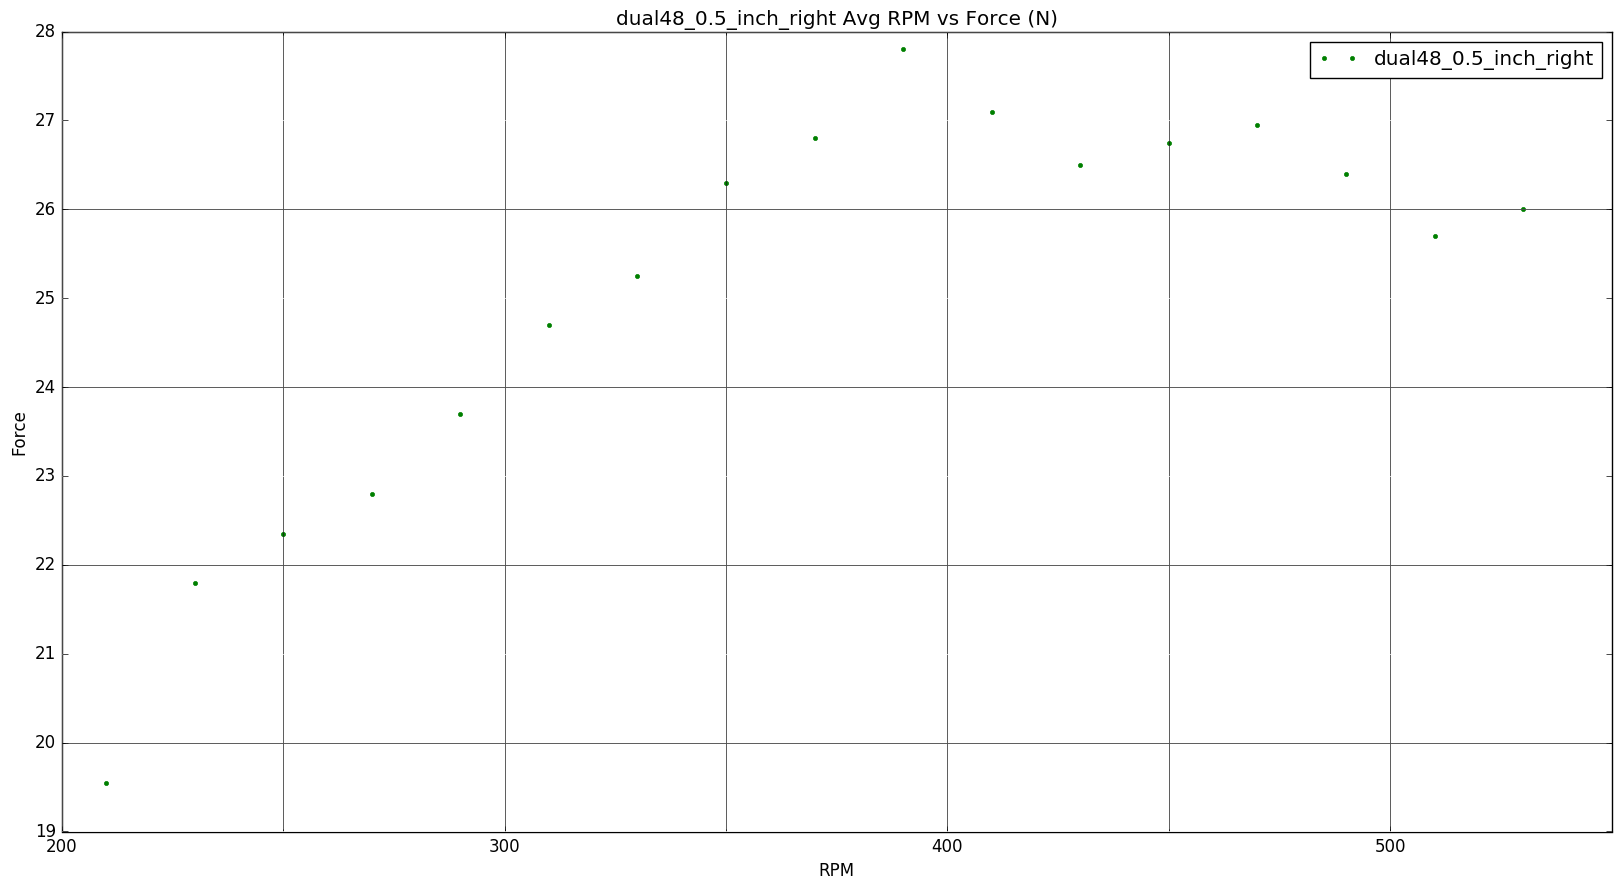 dual48_0.5_inch_right Avg RPM vs Force (N)
dual48_0.5_inch_right
28
27
26
25
24
23
22
21
20
19
Force
200 300 400 500
RPM